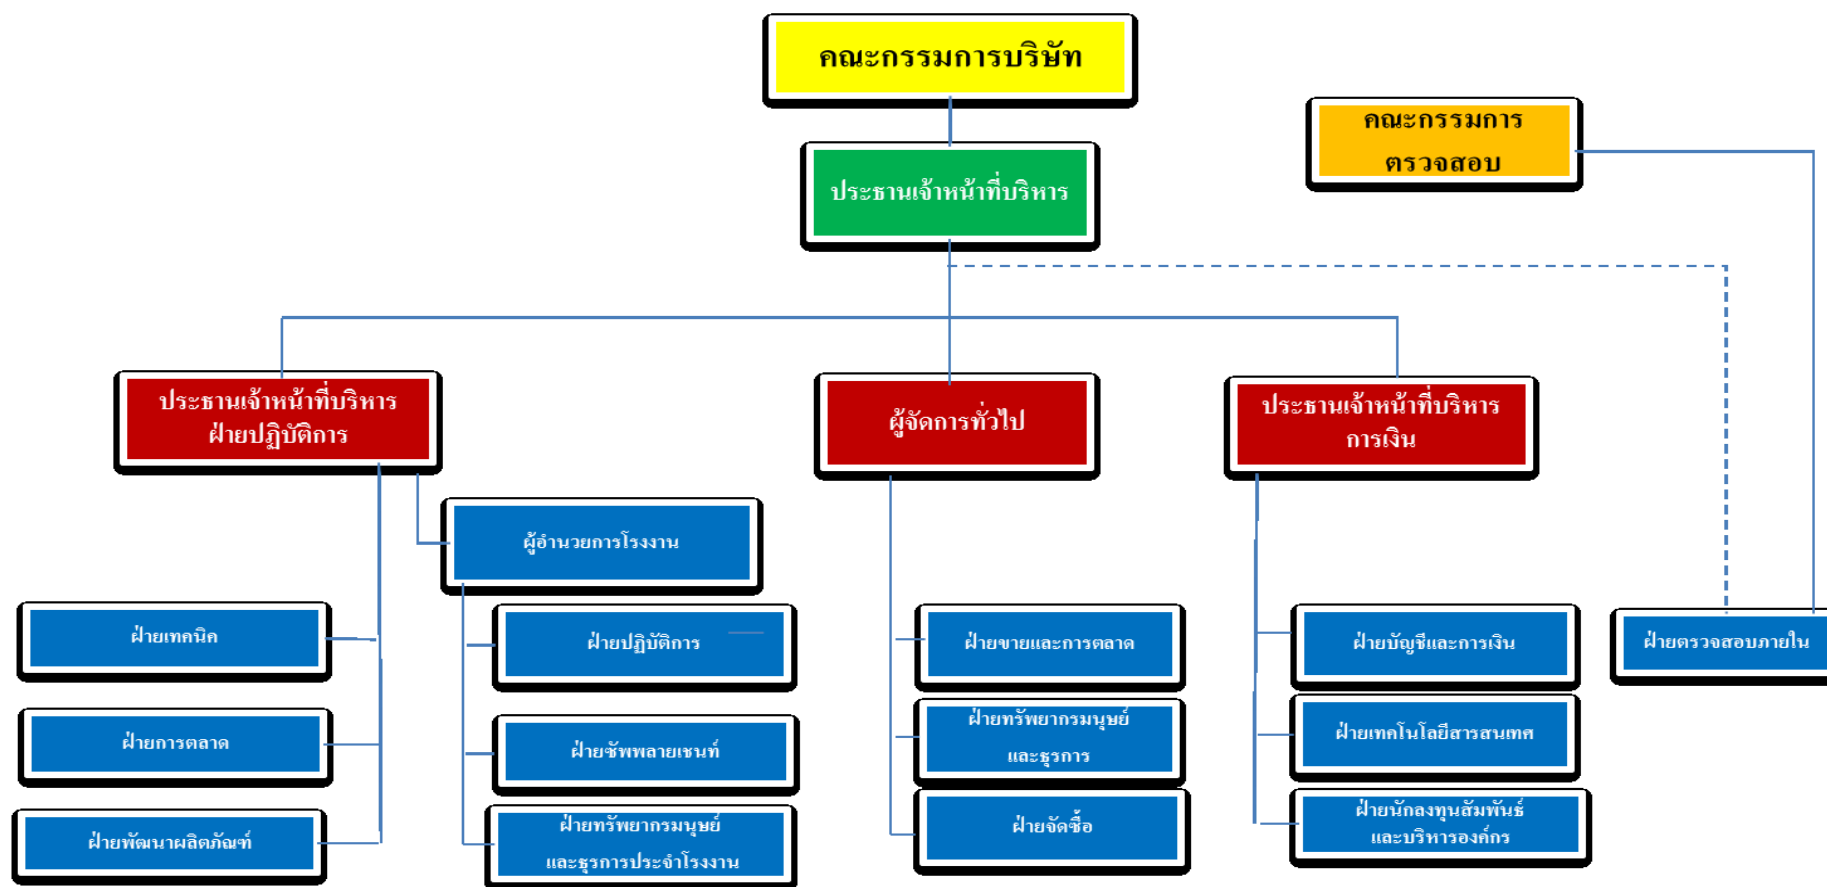 คณะกรรมการบริษัท
คณะกรรมการ
ตรวจสอบ
ประธานเจ้าหน้าที่บริหาร
ประธานเจ้าหน้าที่บริหาร
ฝ่ายปฏิบัติการ
ผู้จัดการทั่วไป
ประธานเจ้าหน้าที่บริหาร
การเงิน
ผู้อำนวยการโรงงาน
ฝ่ายเทคนิค
ฝ่ายปฏิบัติการ
ฝ่ายขายและการตลาด
ฝ่ายบัญชีและการเงิน
ฝ่ายตรวจสอบภายใน
ฝ่ายการตลาด
ฝ่ายซัพพลายเชนท์
ฝ่ายทรัพยากรมนุษย์
และธุรการ
ฝ่ายเทคโนโลยีสารสนเทศ
ฝ่ายพัฒนาผลิตภัณฑ์
ฝ่ายทรัพยากรมนุษย์
และธุรการประจำโรงงาน
ฝ่ายจัดซื้อ
ฝ่ายนักลงทุนสัมพันธ์
และบริหารองค์กร